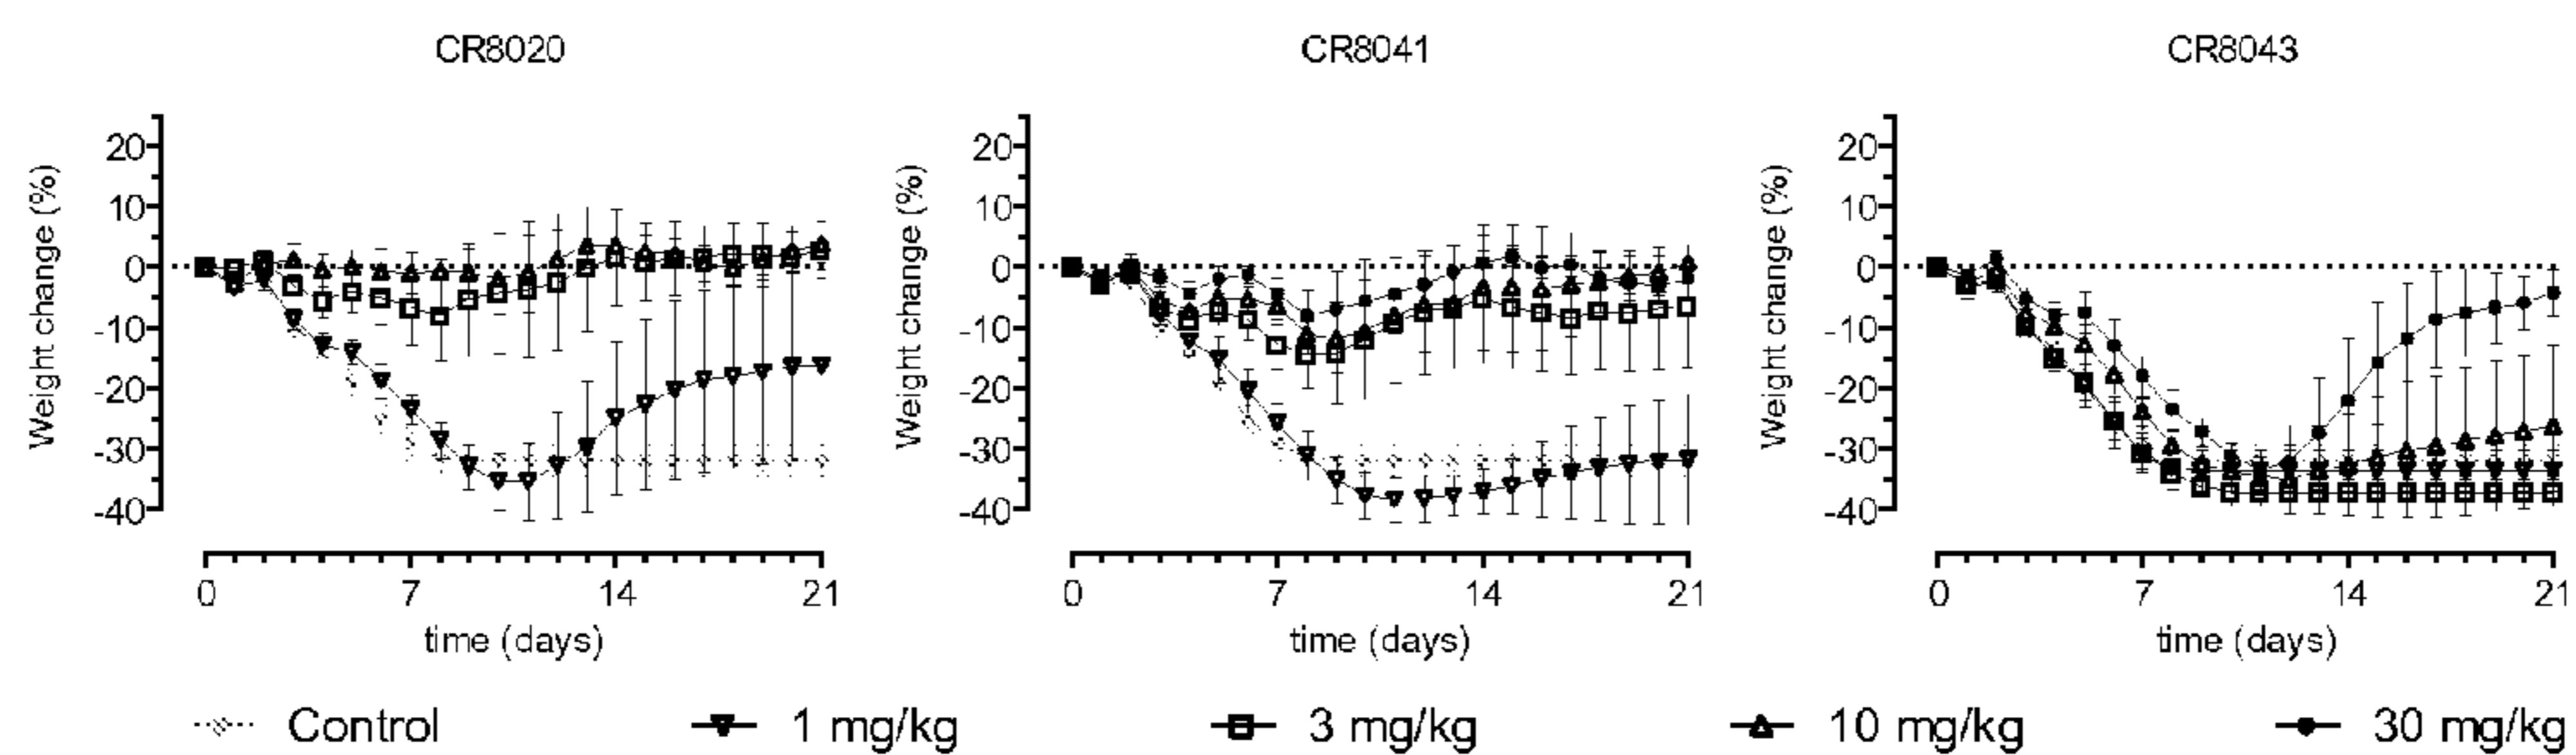 CR8020 CR8041 CR8043
Weight change (%) Weight change (%) Weight change (%)
20 20 20
10 10 10
0 0 0
-10 -10 -10
-20 -20 -20
-30 -30 -30
-40 -40 -40
0 7 14 21 0 7 14 21 0 7 14 21
time (days) time (days) time (days)
Control 1 mg/kg 3 mg/kg 10 mg/kg 30 mg/kg